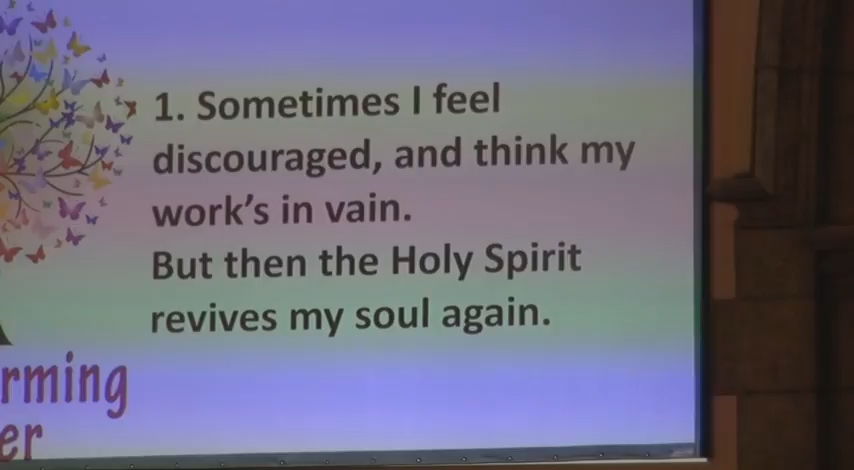 1. Sometimes I feel
discouraged, and think my
work's in vain.
But then the Holy Spirit
revives my soul again.
rming
er